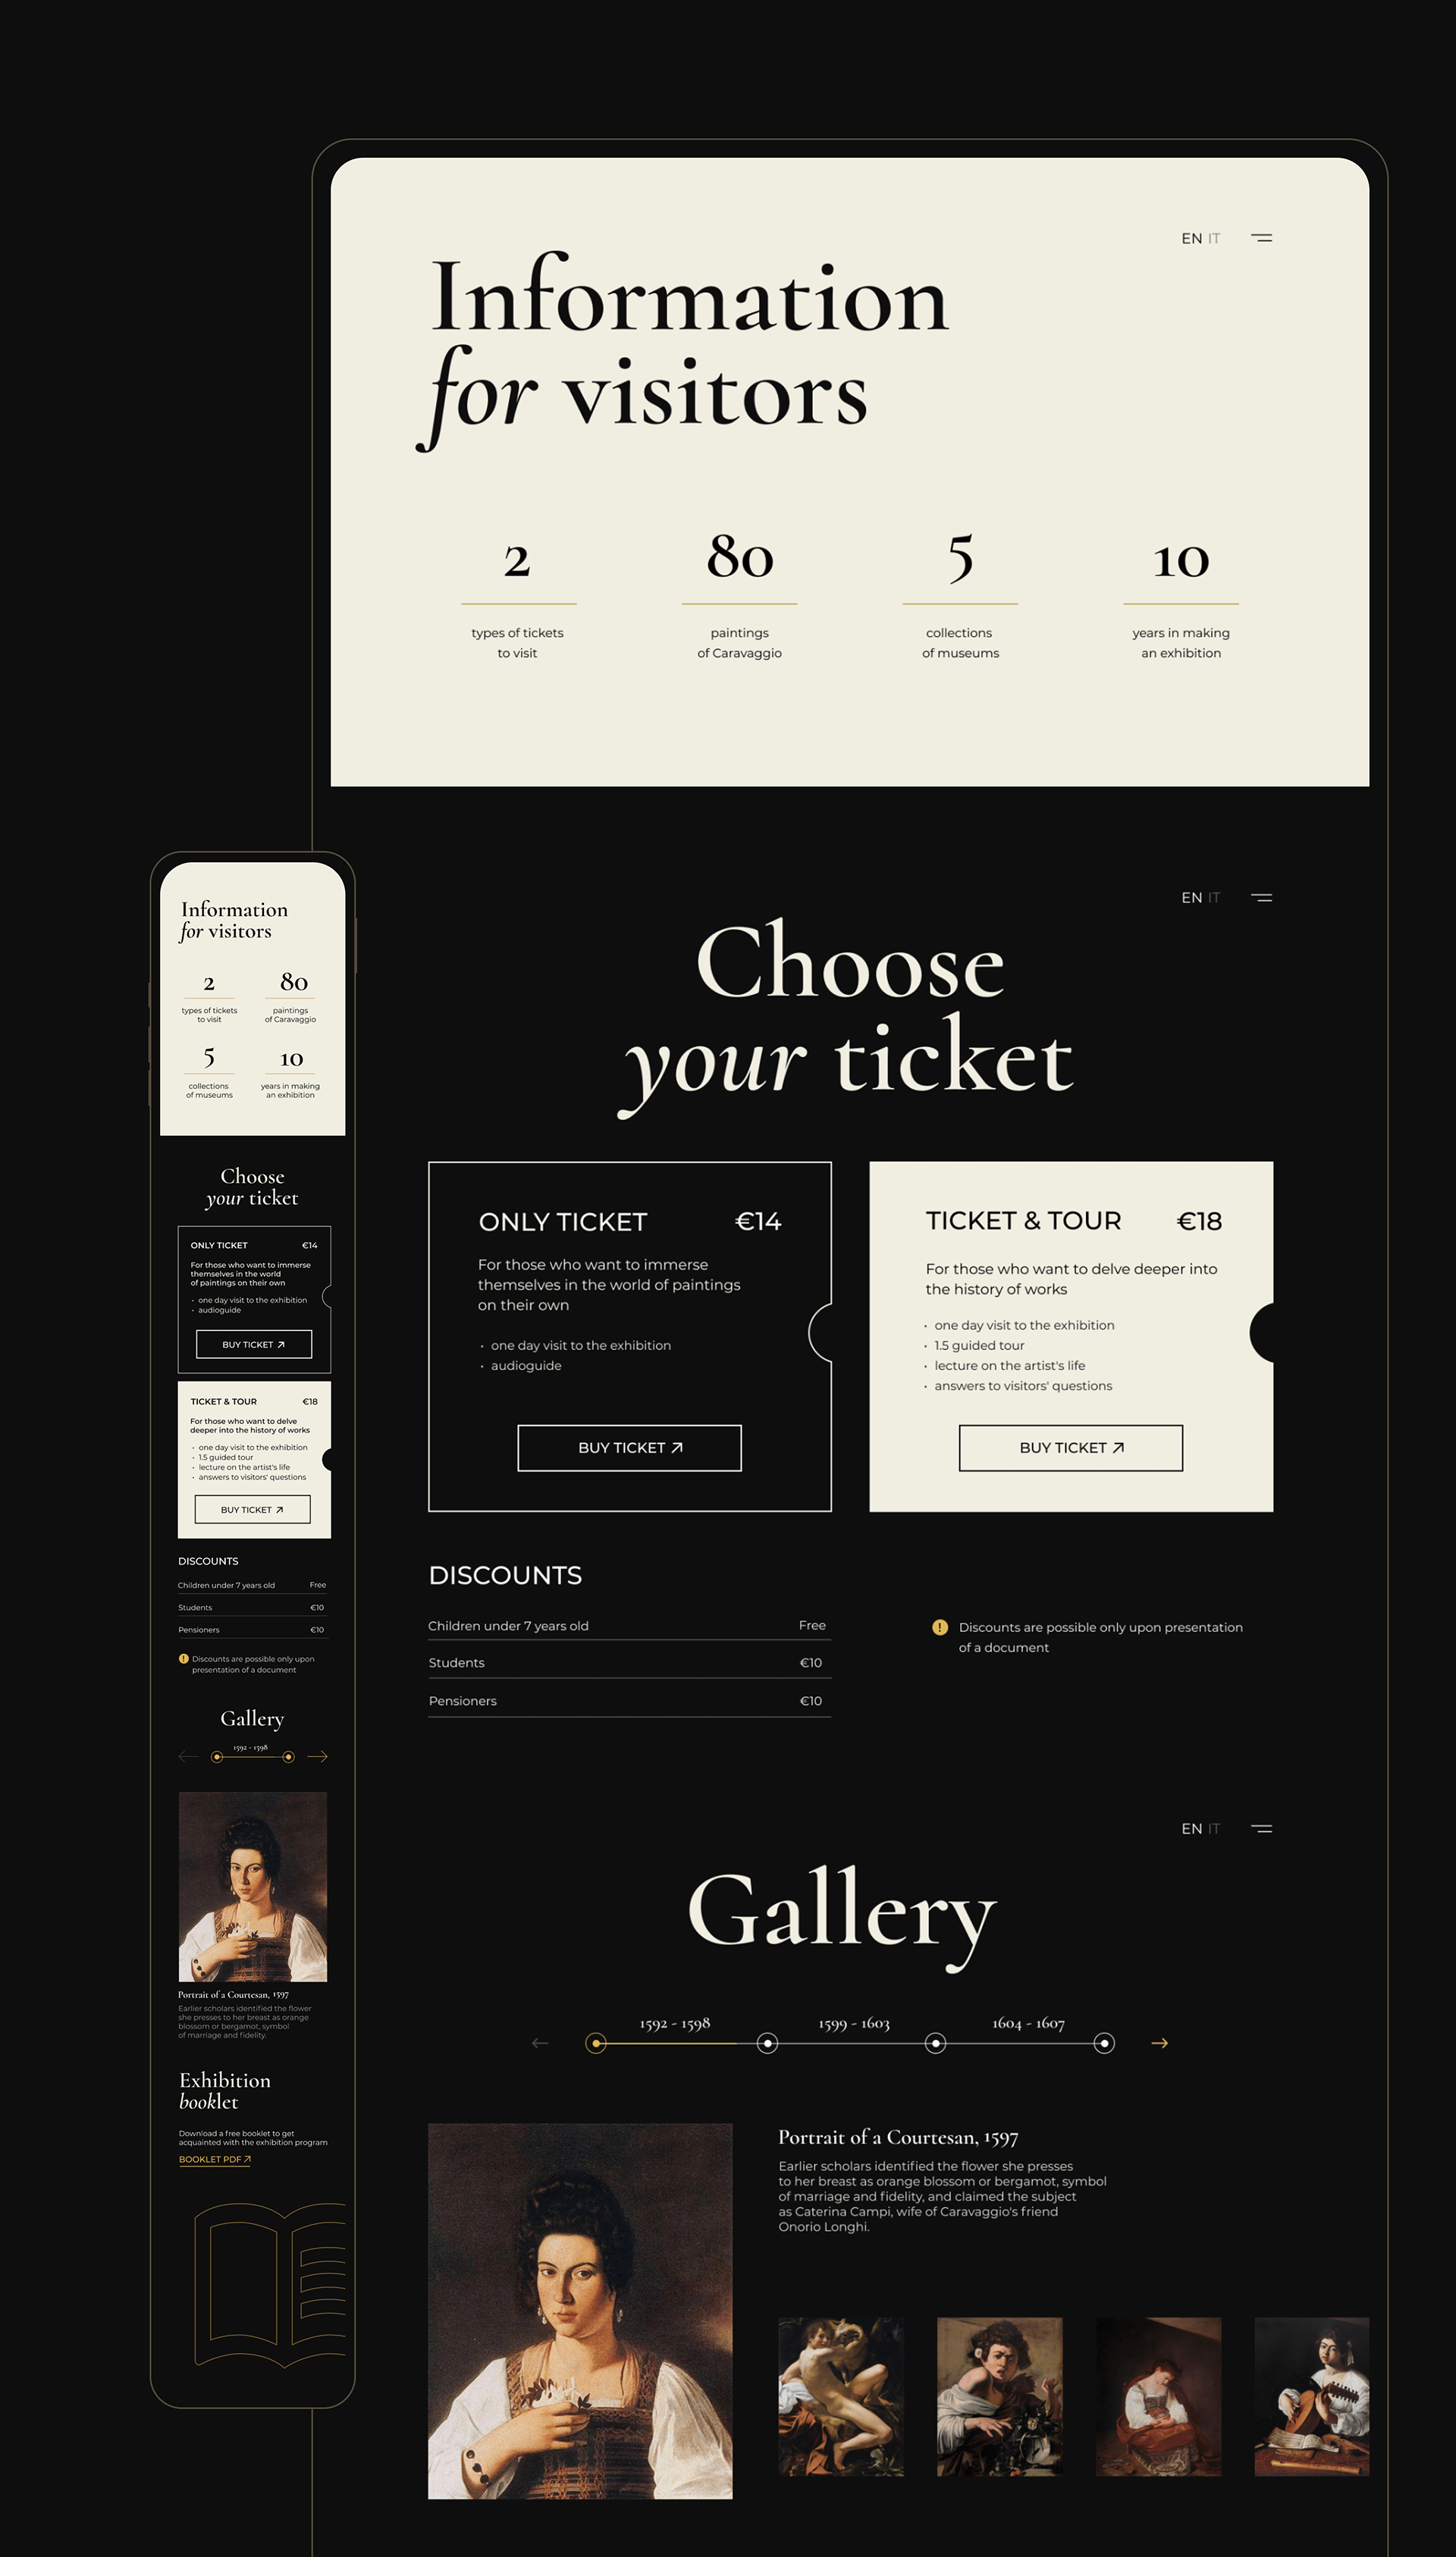 EN IT
Information
for visitors
2
types of tickets
to visit
80
paintings
of Caravaggio
5
collections
of museums
10
years in making
an exhibition
EN IT
Choose
your ticket
ONLY TICKET €14
For those who want to immerse
themselves in the world of paintings
on their own
• one day visit to the exhibition
• audioguide
BUY TICKET
TICKET & TOUR €18
For those who want to delve deeper into
the history of works
• one day visit to the exhibition
• 1.5 guided tour
• lecture on the artist's life
• answers to visitors' questions
BUY TICKET
DISCOUNTS
Children under 7 years old Free
Students €10
Pensioners €10
! Discounts are possible only upon presentation
of a document
EN IT
Gallery
1592 - 1598
1599 - 1603
1604 - 1607
Portrait of a Courtesan, 1597
Earlier scholars identified the flower she presses
to her breast as orange blossom or bergamot, symbol
of marriage and fidelity, and claimed the subject
as Caterina Campi, wife of Caravaggio's friend
Onorio Longhi.
Information
for visitors
2
types of tickets
to visit
80
paintings
of Caravaggio
5
collections
of museums
10
years in making
an exhibition
Choose
your ticket
ONLY TICKET €14
For those who want to immerse
themselves in the world
of paintings on their own
• one day visit to the exhibition
• audioguide
BUY TICKET
TICKET & TOUR €18
For those who want to delve
deeper into the history of works
• one day visit to the exhibition
• 1.5 guided tour
• lecture on the artist's life
• answers to visitors' questions
BUY TICKET
DISCOUNTS
Children under 7 years old Free
Students €10
Pensioners €10
! Discounts are possible only upon
presentation of a document
Gallery
1592 - 1598
Portrait of a Courtesan, 1597
Earlier scholars identified the flower
she presses to her breast as orange
blossom or bergamot, symbol
of marriage and fidelity.
Exhibition
booklet
Download a free booklet to get
acquainted with the exhibition program
BOOKLET PDF